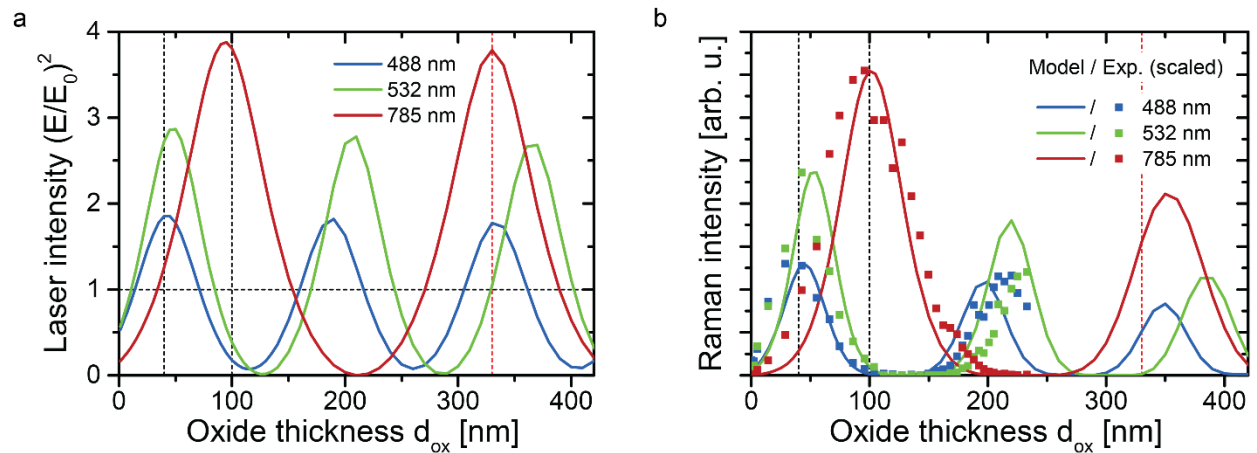 a
Laser intensity (E/E₀)²
4
3
2
1
0
488 nm
532 nm
785 nm
0 100 200 300 400
Oxide thickness dₒₓ [nm]
b
Raman intensity [arb. u.]
Model / Exp. (scaled)
/ 488 nm
/ 532 nm
/ 785 nm
0 100 200 300 400
Oxide thickness dₒₓ [nm]